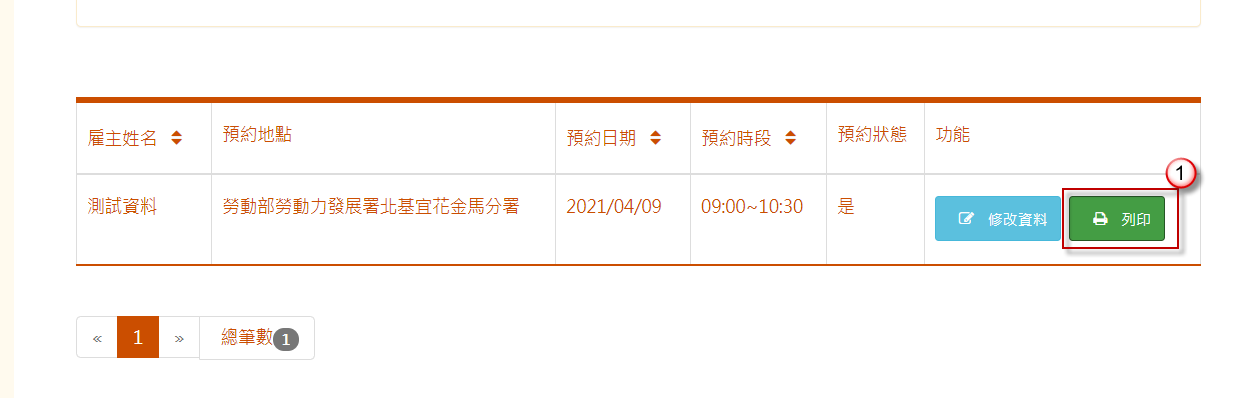 雇主姓名 預約地點 預約日期 預約時段 預約狀態 功能
1
測試資料 勞動部勞動力發展署北基宜花金馬分署 2021/04/09 09:00~10:30 是 修改資料 列印
« 1 » 總筆數 1